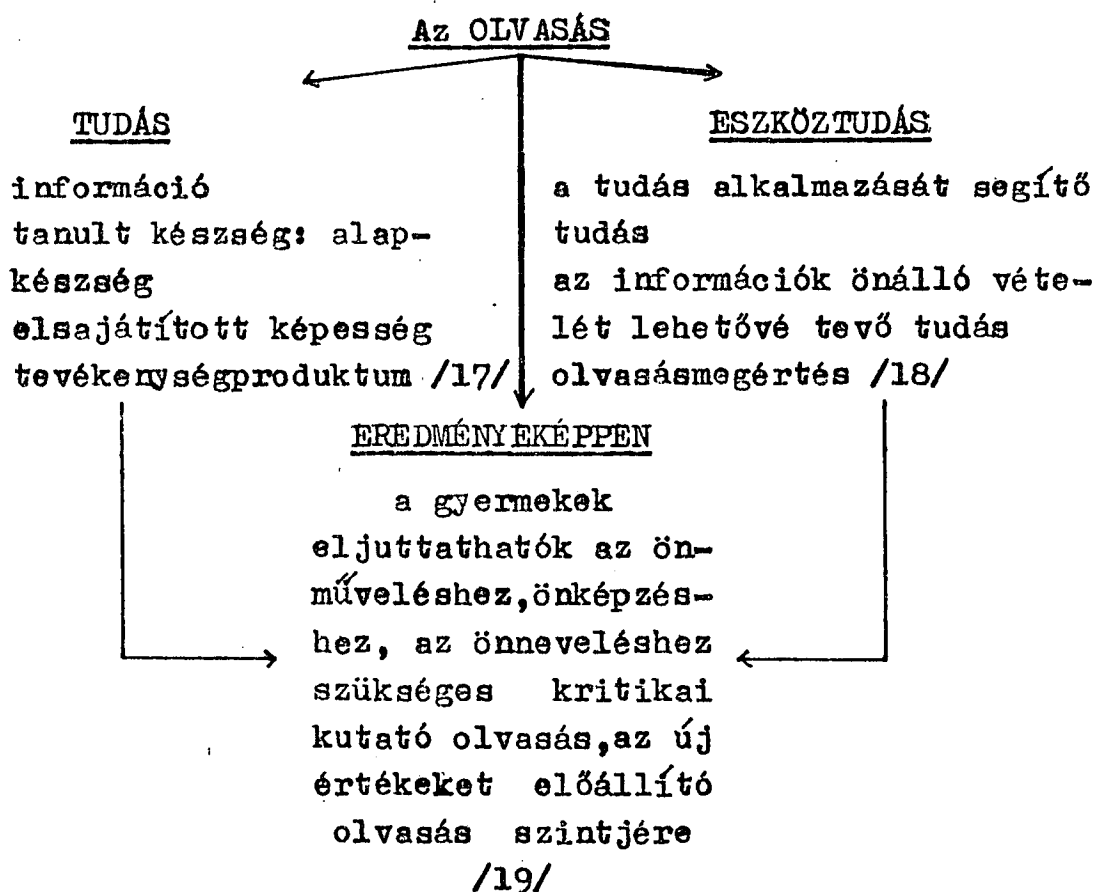 Az OLVASÁS
TUDÁS
információ
tanult készség: alap-
készség
elsajátított képesség
tevékenységproduktum /17/
ESZKÖZTUDÁS
a tudás alkalmazását segítő
tudás
az információk önálló véte-
lét lehetővé tevő tudás
olvasásmegértés /18/
EREDMÉNYEKÉPPEN
a gyermekek
eljuttathatók az ön-
műveléshez,önképzés-
hez, az önneveléshez
szükséges kritikai
kutató olvasás,az új
értékeket előállító
olvasás szintjére
/19/